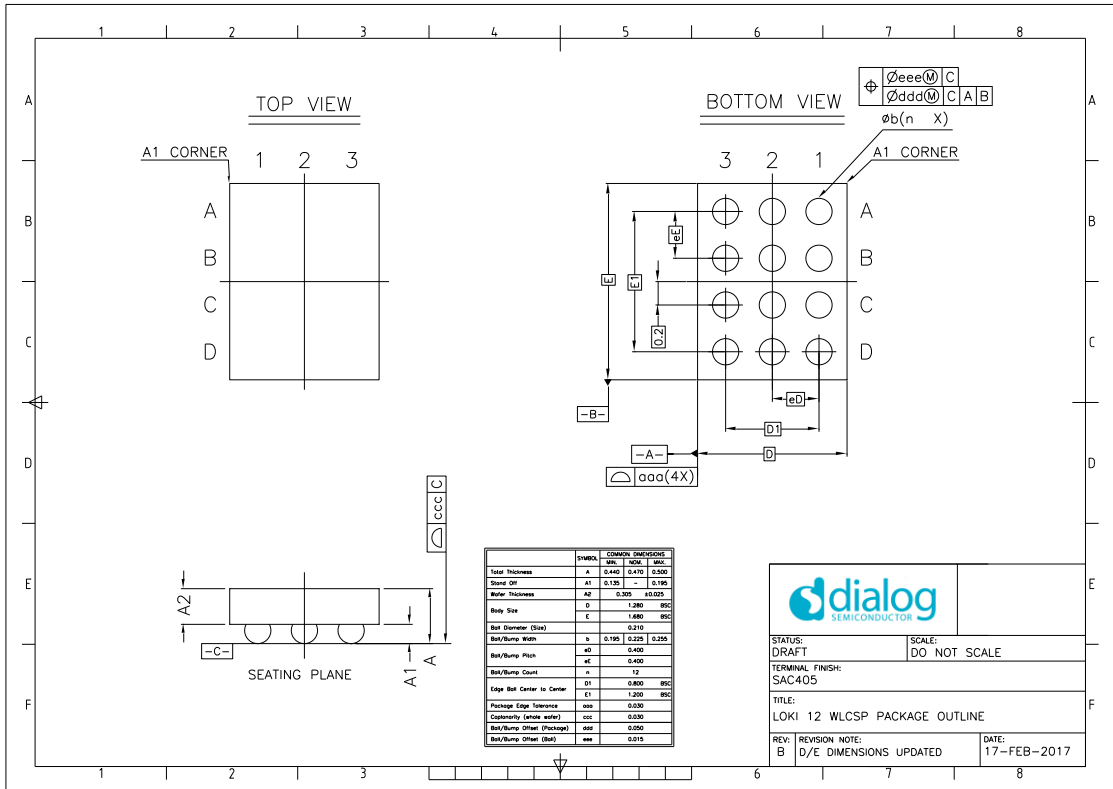 1 2 3 4 5 6 7 8
A A
B B
C C
D D
E E
F F
1 2 3 6 7 8
TOP VIEW
A1 CORNER
1 2 3
A
B
C
D
BOTTOM VIEW
Øeee Ⓜ C
Øddd Ⓜ C A B
øb(n X)
A1 CORNER
3 2 1
A
B
C
D
eE
E1
E
0.2
-B-
eD
D1
-A-
D
aaa(4X)
ccc C
A2
A1
A
-C-
SEATING PLANE
SYMBOL COMMON DIMENSIONS
MIN. NOM. MAX.
Total Thickness A 0.440 0.470 0.500
Stand Off A1 0.135 - 0.195
Wafer Thickness A2 0.305 ±0.025
Body Size D 1.280 BSC
E 1.680 BSC
Ball Diameter (Size) 0.210
Ball/Bump Width b 0.195 0.225 0.255
Ball/Bump Pitch eD 0.400
eE 0.400
Ball/Bump Count n 12
Edge Ball Center to Center D1 0.800 BSC
E1 1.200 BSC
Package Edge Tolerance aaa 0.030
Coplanarity (whole wafer) ccc 0.030
Ball/Bump Offset (Package) ddd 0.050
Ball/Bump Offset (Ball) eee 0.015
dialog
SEMICONDUCTOR
STATUS:
DRAFT
SCALE:
DO NOT SCALE
TERMINAL FINISH:
SAC405
TITLE:
LOKI 12 WLCSP PACKAGE OUTLINE
REV:
B
REVISION NOTE:
D/E DIMENSIONS UPDATED
DATE:
17-FEB-2017